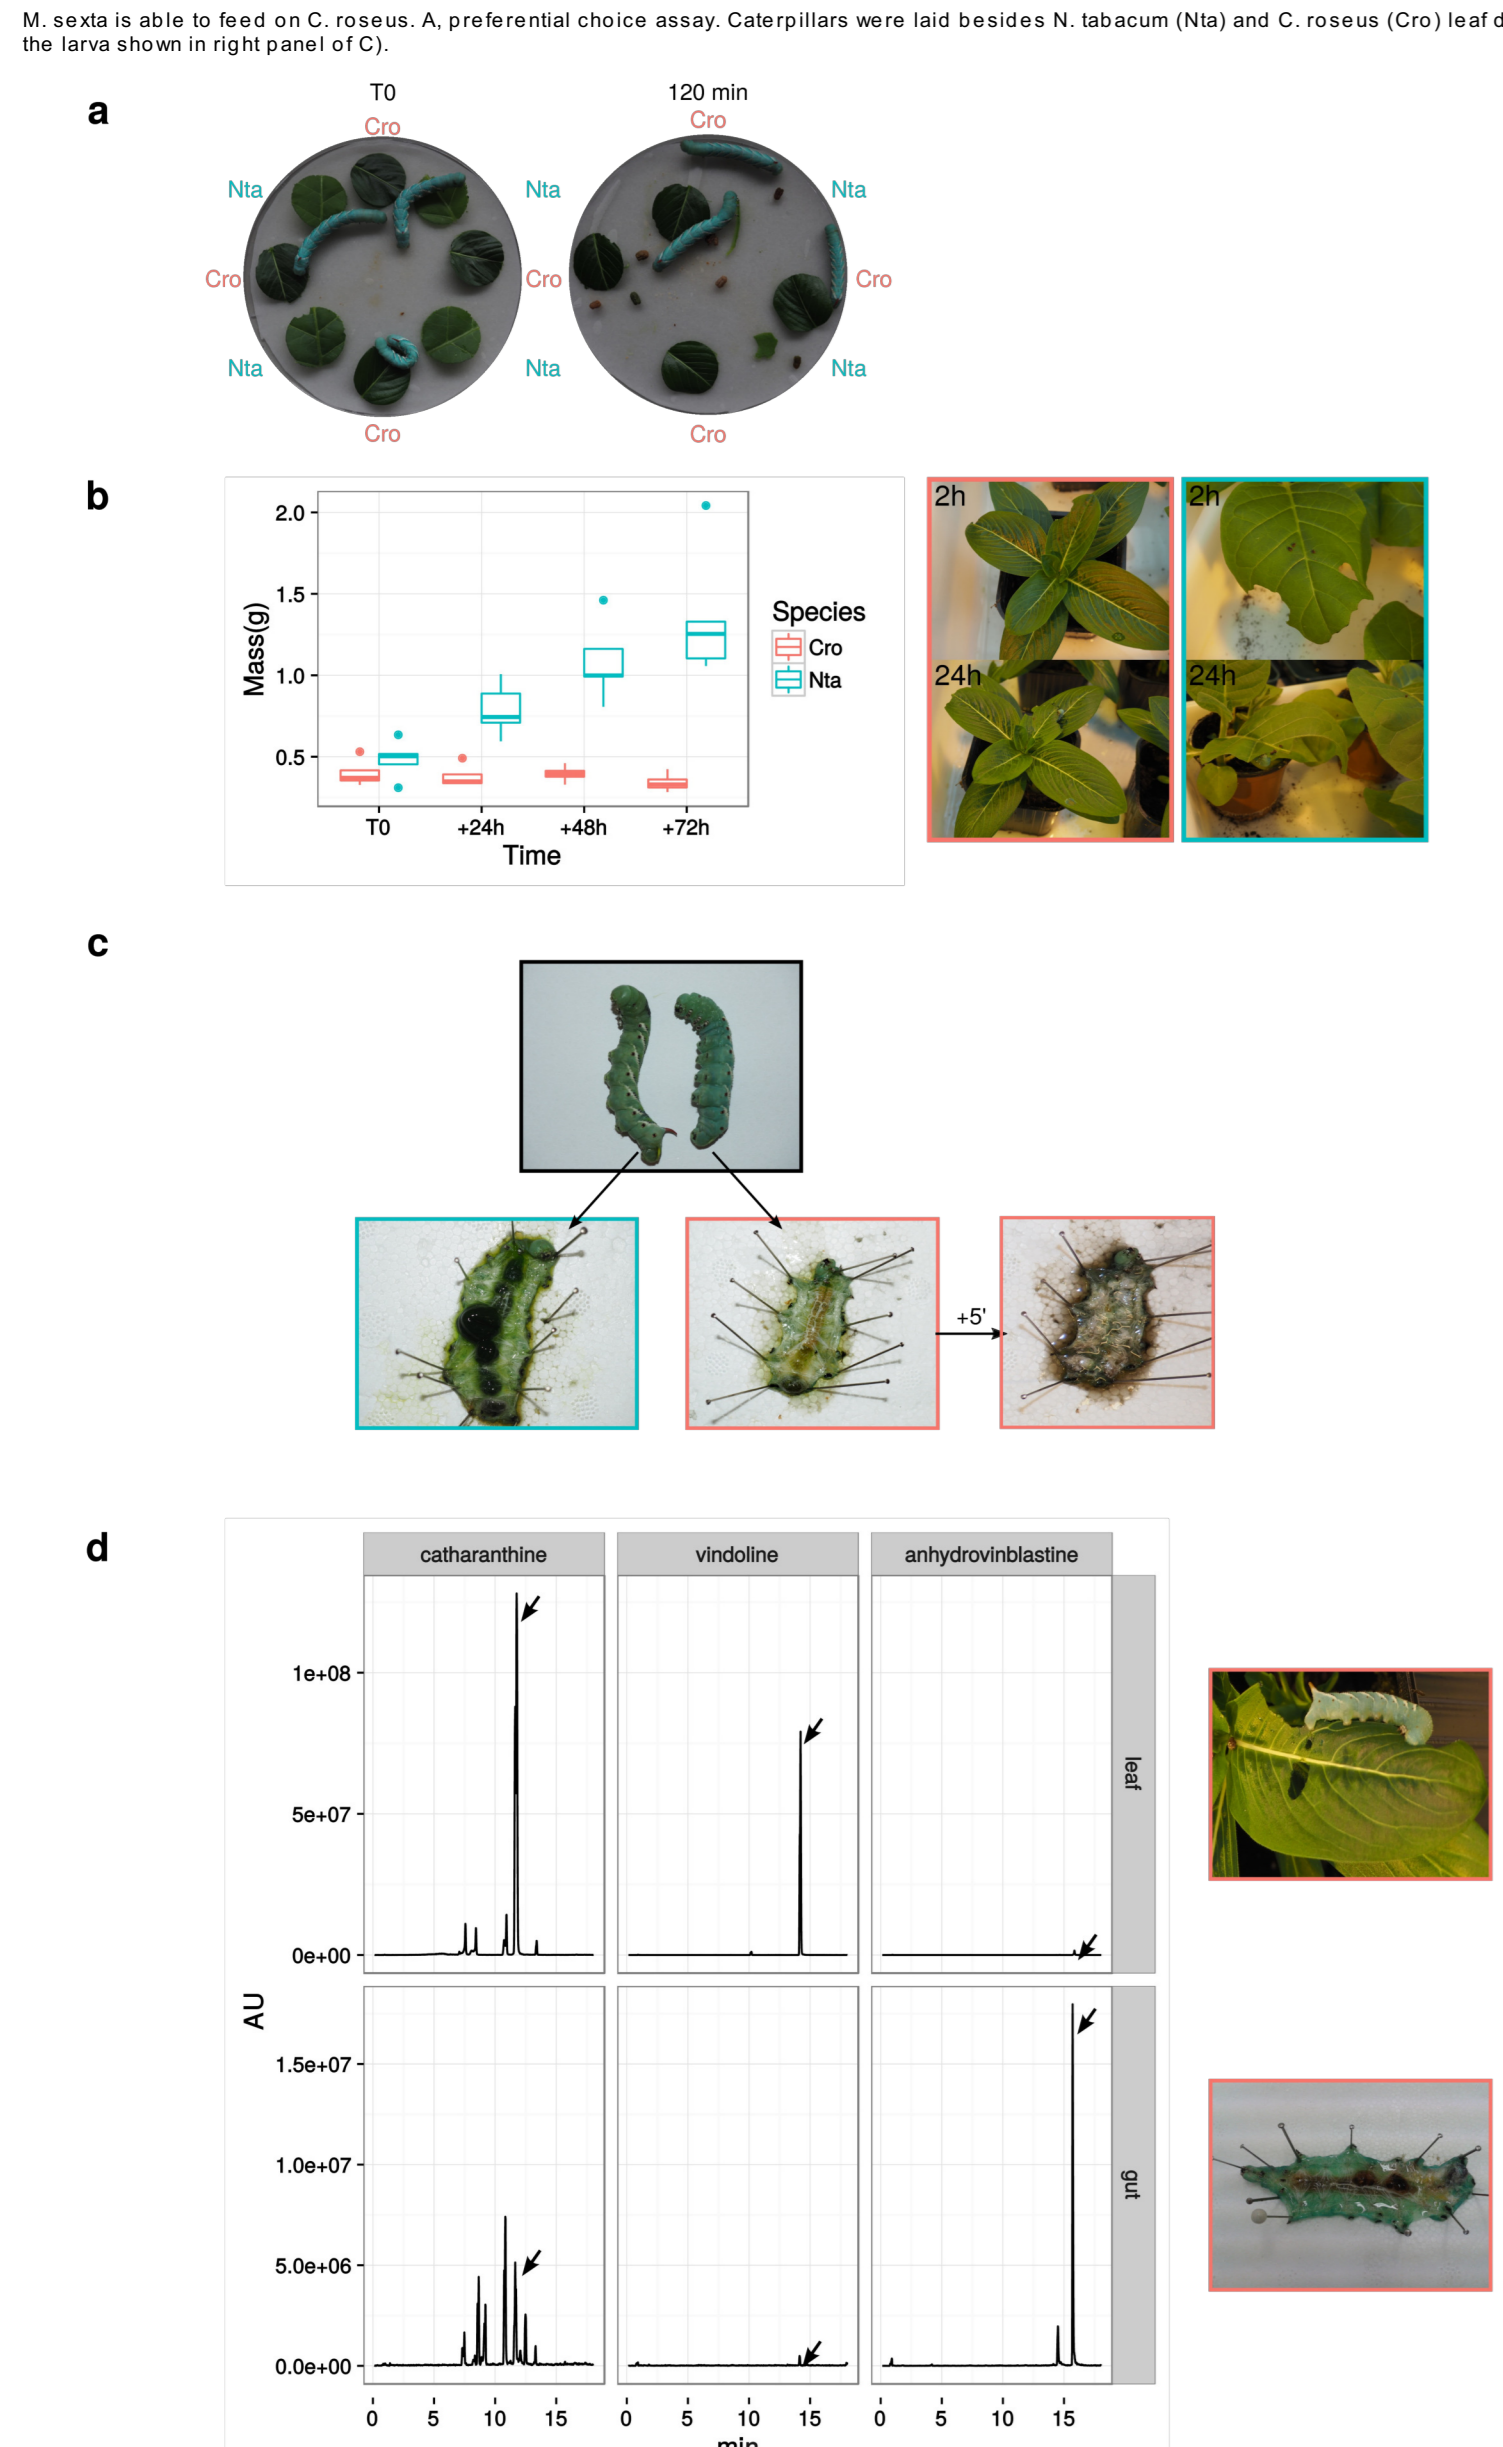 M. sexta is able to feed on C. roseus. A, preferential choice assay. Caterpillars were laid besides N. tabacum (Nta) and C. roseus (Cro) leaf
the larva shown in right panel of C).
a
T0
120 min
Cro
Cro
Nta
Nta
Nta
Cro
Cro
Cro
Nta
Nta
Nta
Cro
Cro
b
2.0
1.5
1.0
0.5
Mass(g)
T0
+24h
+48h
+72h
Time
Species
Cro
Nta
2h
2h
24h
24h
c
+5'
d
catharanthine
vindoline
anhydrovinblastine
1e+08
5e+07
0e+00
leaf
AU
1.5e+07
1.0e+07
5.0e+06
0.0e+00
gut
0 5 10 15
0 5 10 15
0 5 10 15
min